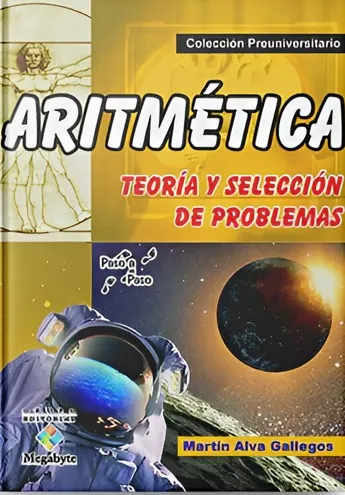 Colección Preuniversitario
ARITMÉTICA
TEORÍA Y SELECCIÓN
DE PROBLEMAS
Paso a
Paso
EDITORIAL
Megabyte
Martín Alva Gallegos